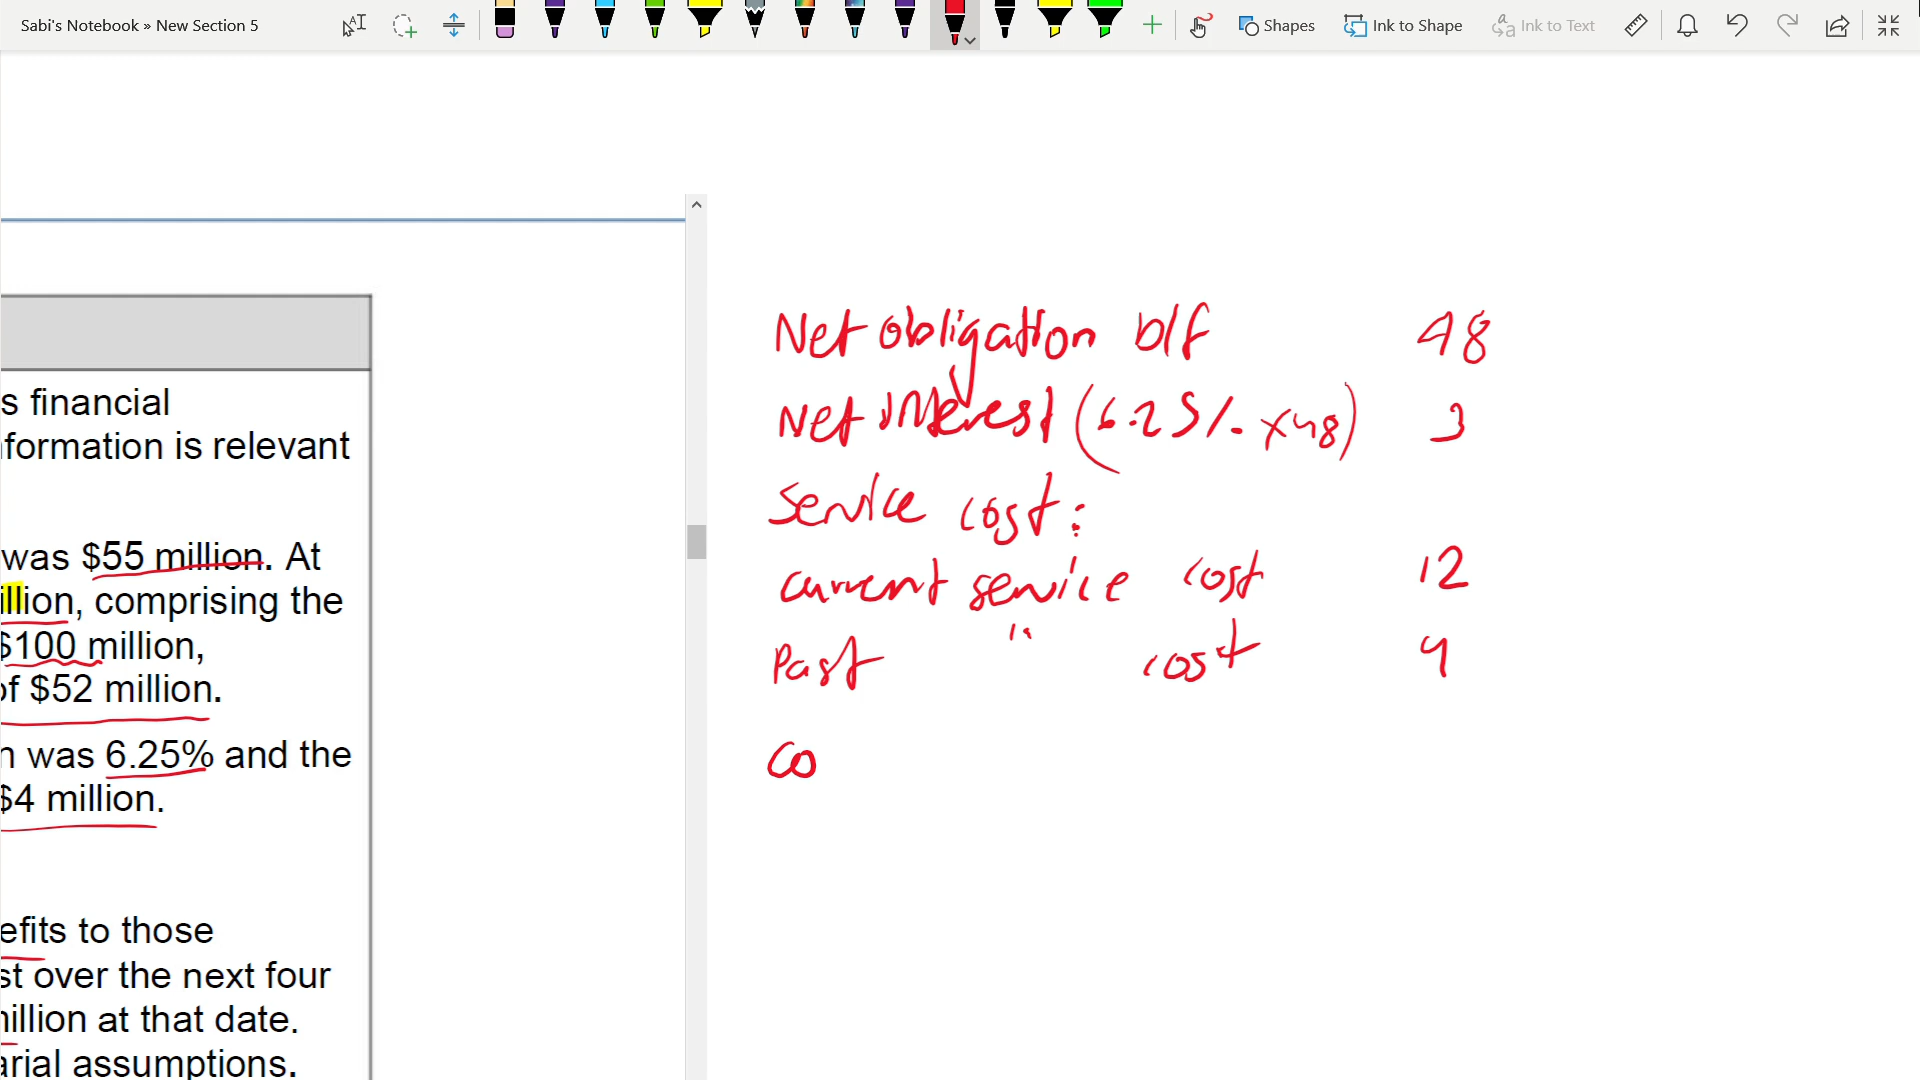 Sabi's Notebook » New Section 5
Shapes
Ink to Shape
Ink to Text
s financial
formation is relevant
was $55 million. At
illion, comprising the
$100 million,
of $52 million.
n was 6.25% and the
$4 million.
efits to those
st over the next four
illion at that date.
arial assumptions.
Net obligation b/f 48
Net interest (6.25% x48) 3
Service cost:
Current service cost 12
Past " cost 9
Co